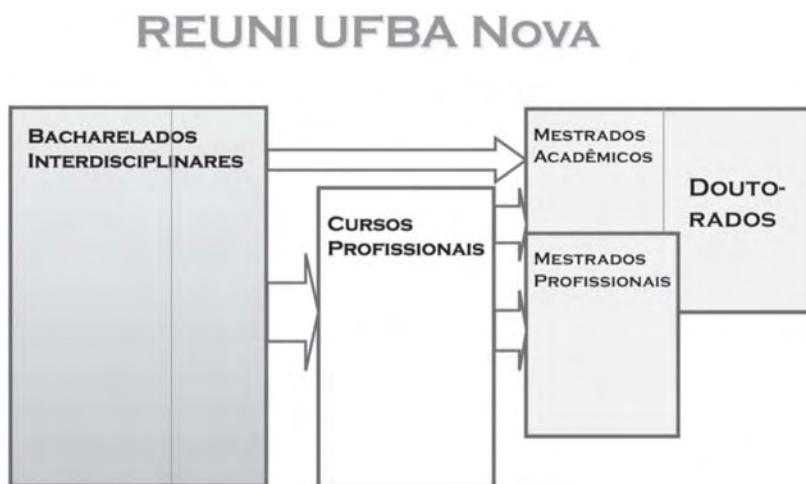 REUNI UFBA NOVA
BACHARELADOS
INTERDISCIPLINARES
MESTRADOS
ACADÊMICOS
DOUTO-
RADOS
CURSOS
PROFISSIONAIS
MESTRADOS
PROFISSIONAIS